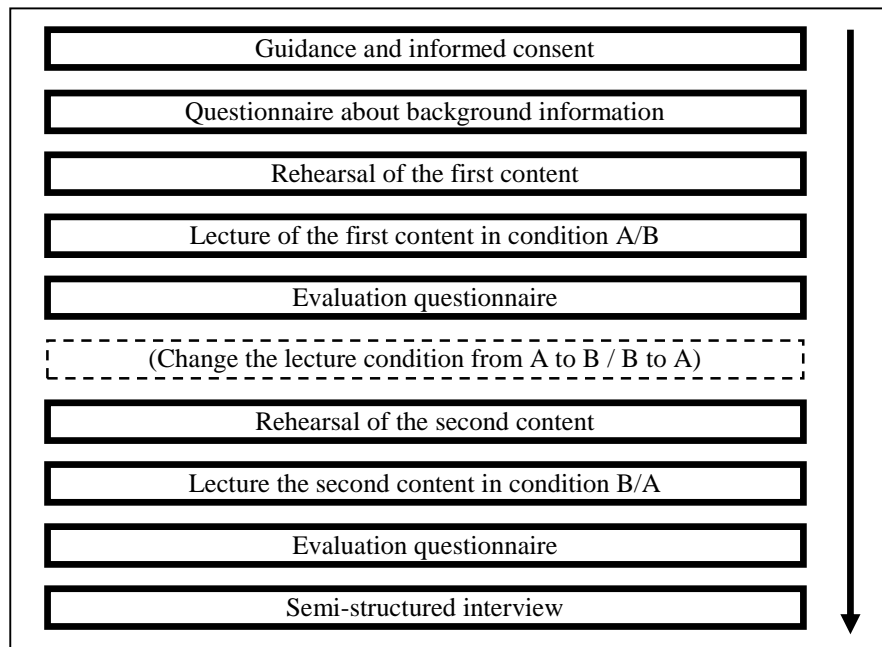 Guidance and informed consent
Questionnaire about background information
Rehearsal of the first content
Lecture of the first content in condition A/B
Evaluation questionnaire
(Change the lecture condition from A to B / B to A)
Rehearsal of the second content
Lecture the second content in condition B/A
Evaluation questionnaire
Semi-structured interview